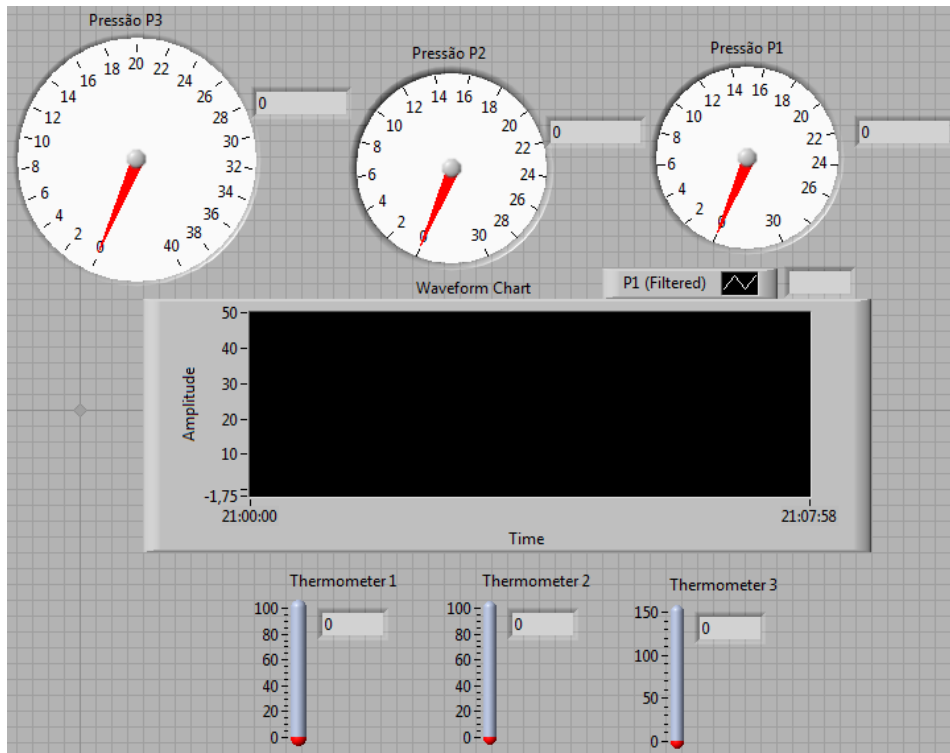 Pressão P3
0 2 4 6 8 10 12 14 16 18 20 22 24 26 28 30 32 34 36 38 40
0
Pressão P2
0 2 4 6 8 10 12 14 16 18 20 22 24 26 28 30
0
Pressão P1
0 2 4 6 8 10 12 14 16 18 20 22 24 26 30
0
Waveform Chart
P1 (Filtered)
50
40
30
20
10
-1,75
Amplitude
21:00:00
21:07:58
Time
Thermometer 1
100
80
60
40
20
0
0
Thermometer 2
100
80
60
40
20
0
0
Thermometer 3
150
100
50
0
0